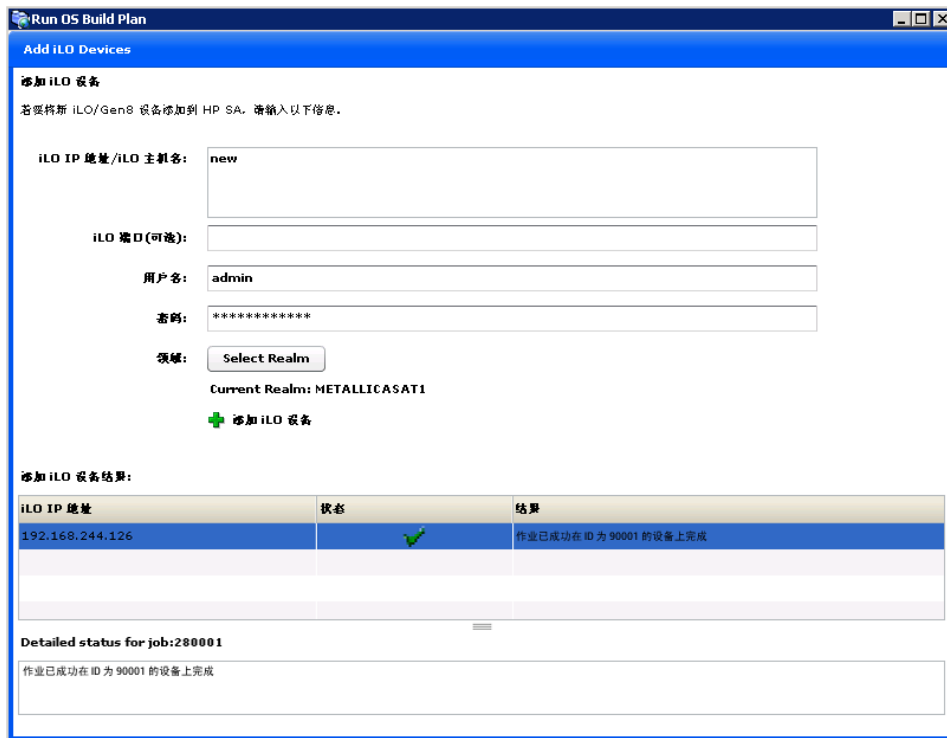 Run OS Build Plan
Add iLO Devices
添加 iLO 设备
若要将新 iLO/Gen8 设备添加到 HP SA，请输入以下信息。
iLO IP 地址/iLO 主机名: new
iLO 端口(可选):
用户名: admin
密码: ************
领域: Select Realm
Current Realm: METALLICASAT1
添加 iLO 设备
添加 iLO 设备结果:
iLO IP 地址 状态 结果
192.168.244.126 作业已成功在 ID 为 90001 的设备上完成
Detailed status for job:280001
作业已成功在 ID 为 90001 的设备上完成